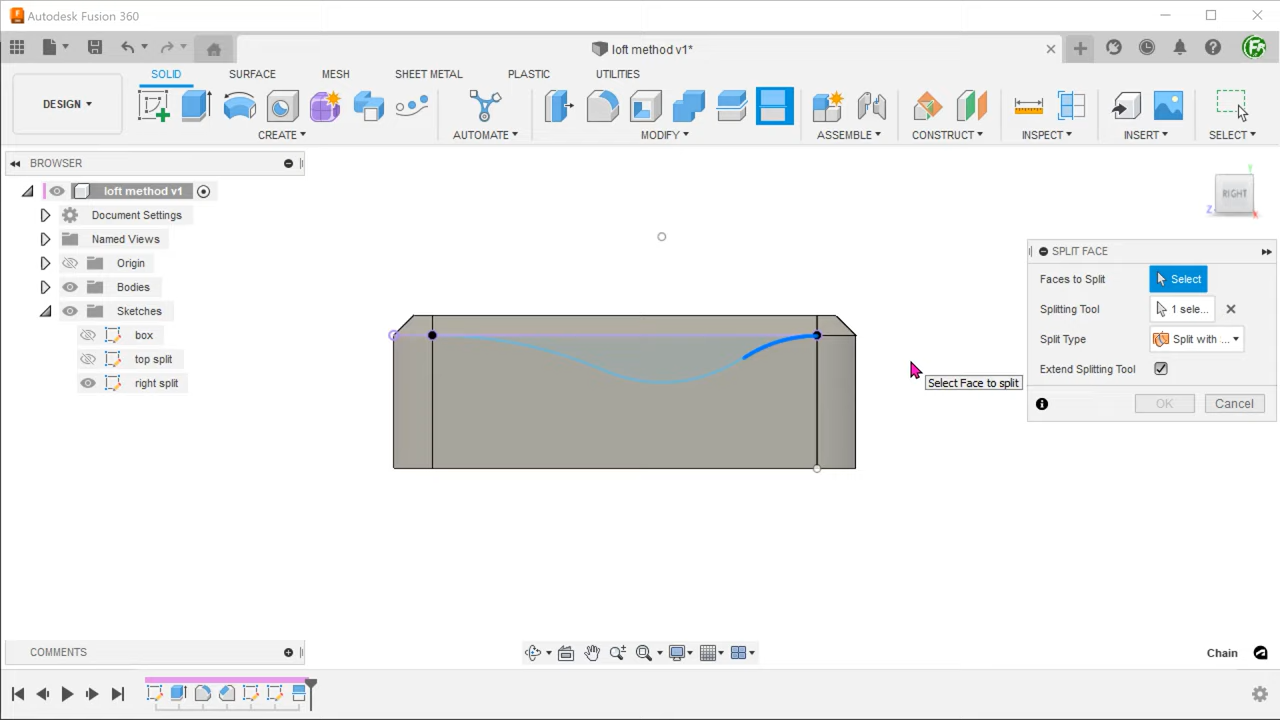 Autodesk Fusion 360
loft method v1*
DESIGN
SOLID SURFACE MESH SHEET METAL PLASTIC UTILITIES
CREATE AUTOMATE MODIFY ASSEMBLE CONSTRUCT INSPECT INSERT SELECT
BROWSER
loft method v1
Document Settings
Named Views
Origin
Bodies
Sketches
box
top split
right split
RIGHT
Z
Y
X
SPLIT FACE
Faces to Split Select
Splitting Tool 1 sele...
Split Type Split with ...
Extend Splitting Tool
OK Cancel
Select Face to split
COMMENTS
Chain